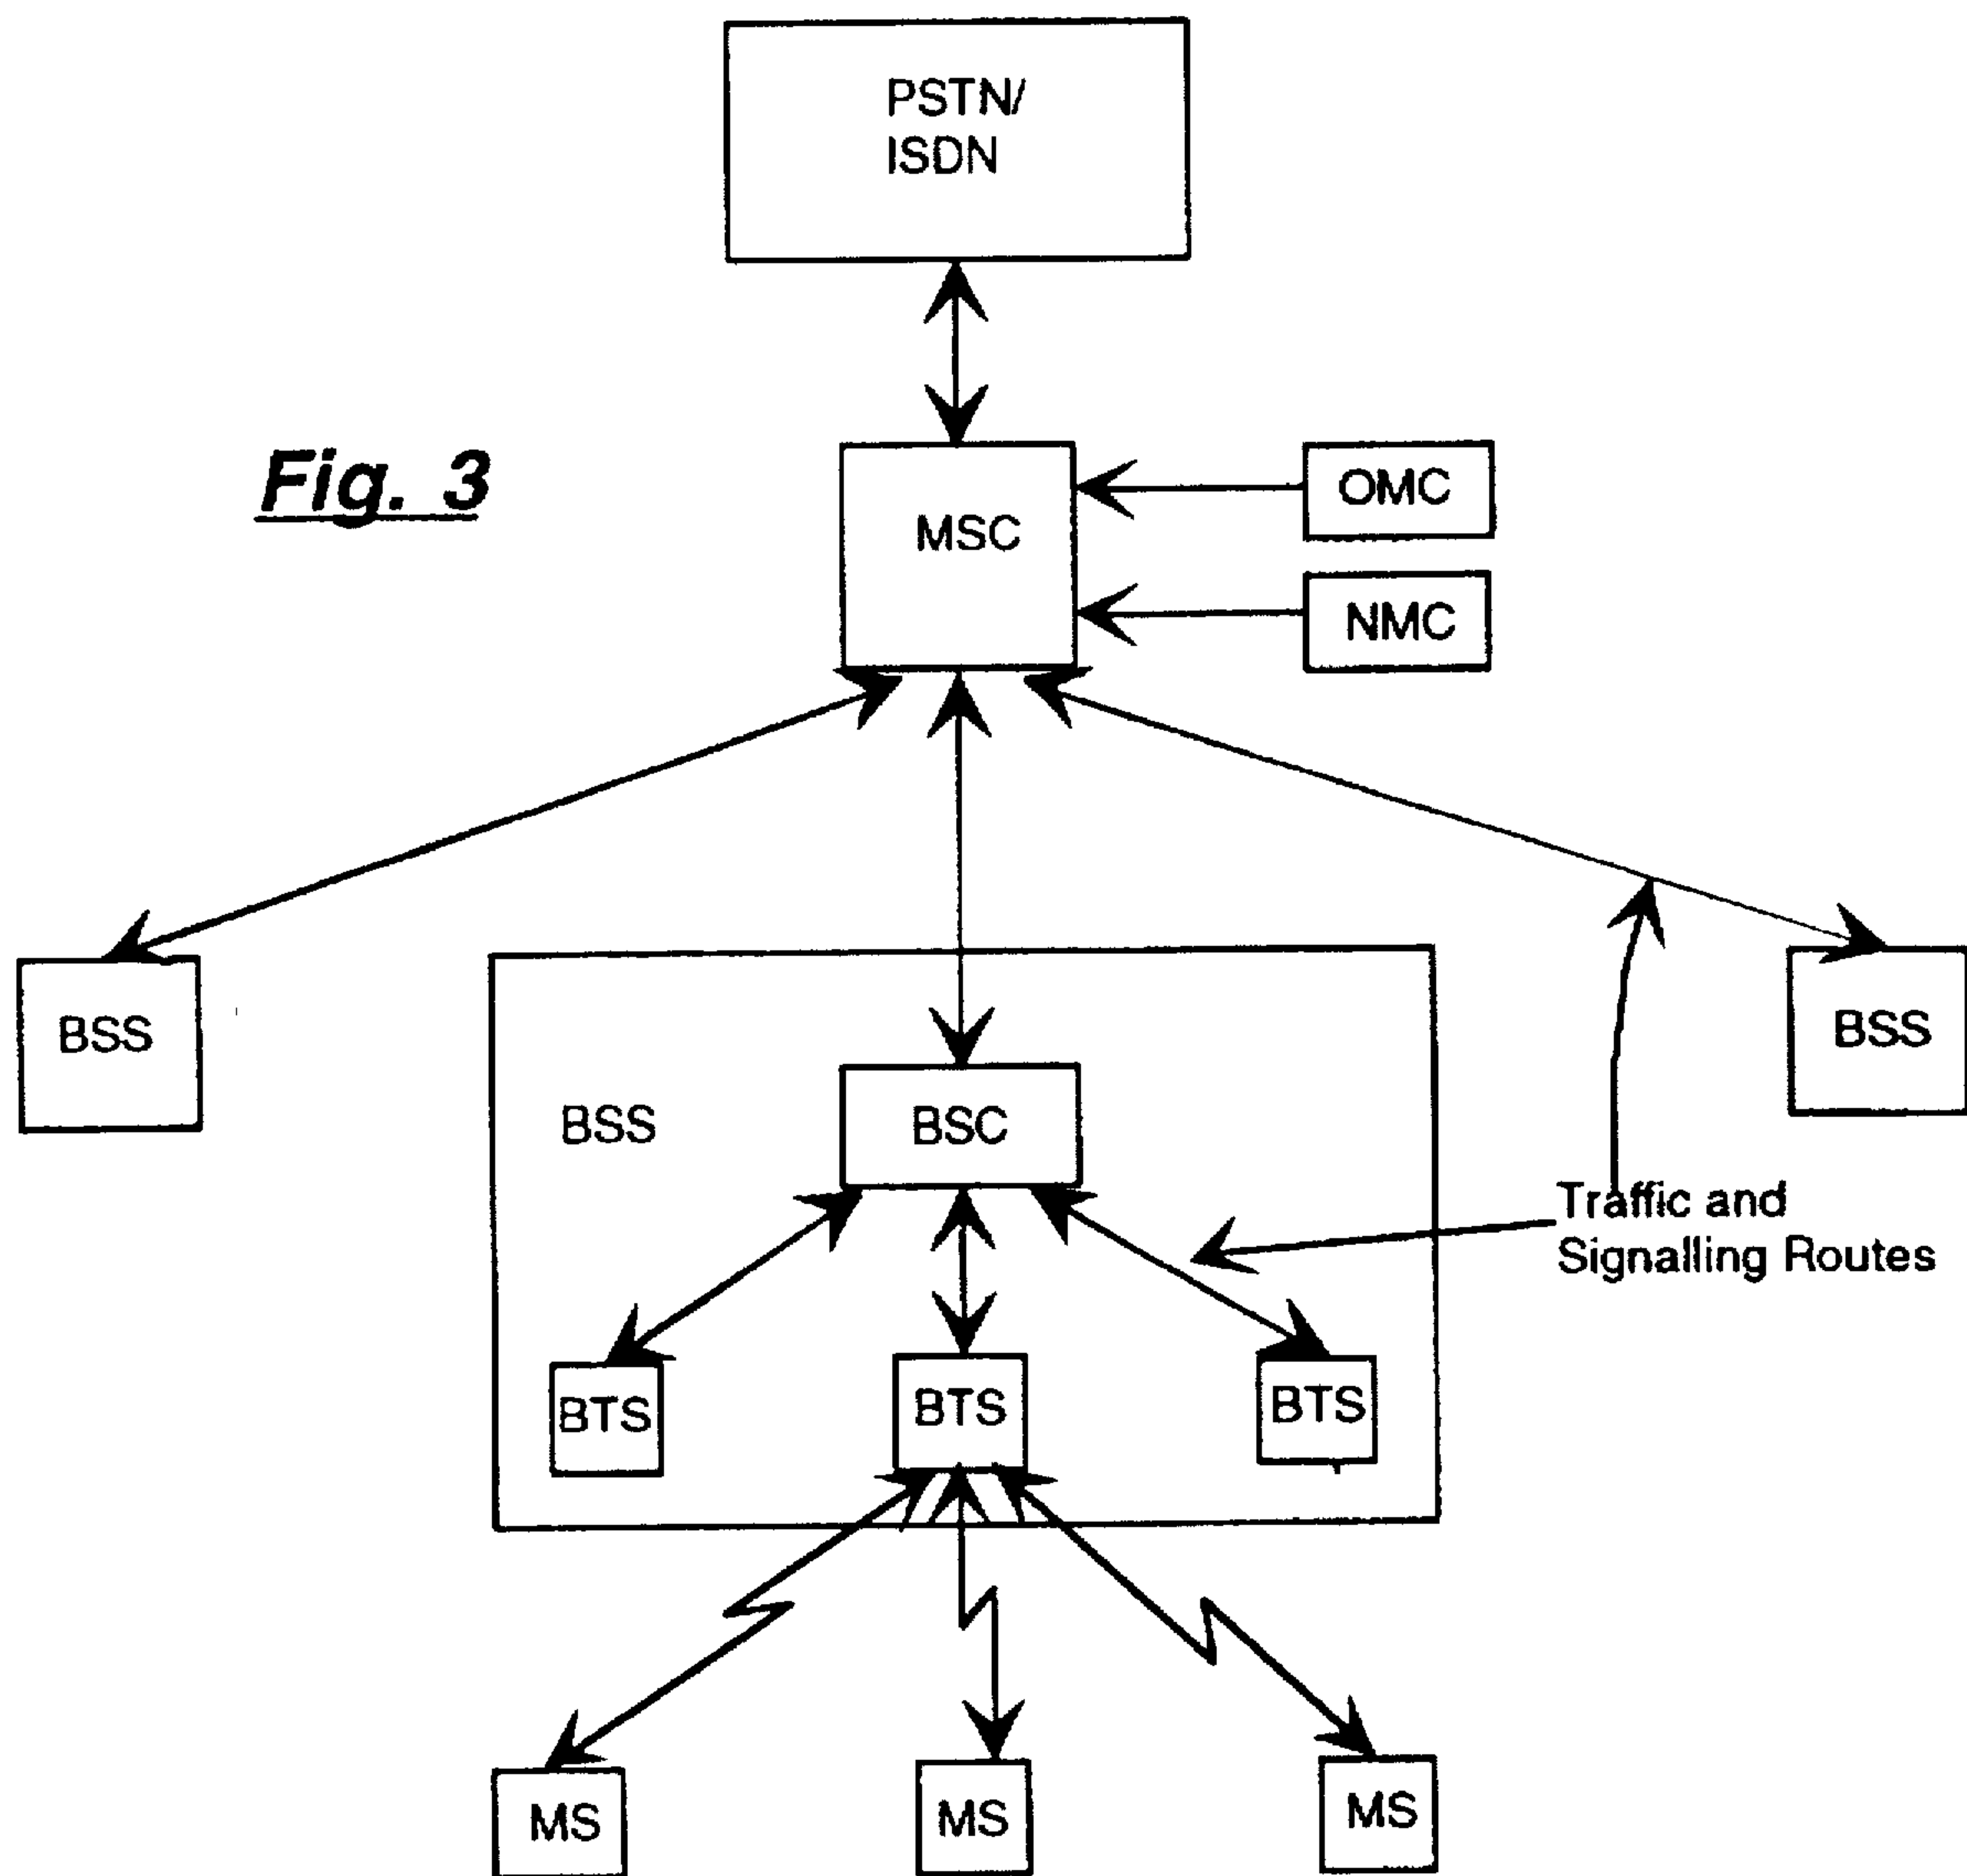 PSTN/
ISDN
Fig. 3
MSC
OMC
NMC
BSS
BSS
BSS
BSC
Traffic and
Signalling Routes
BTS
BTS
BTS
MS
MS
MS